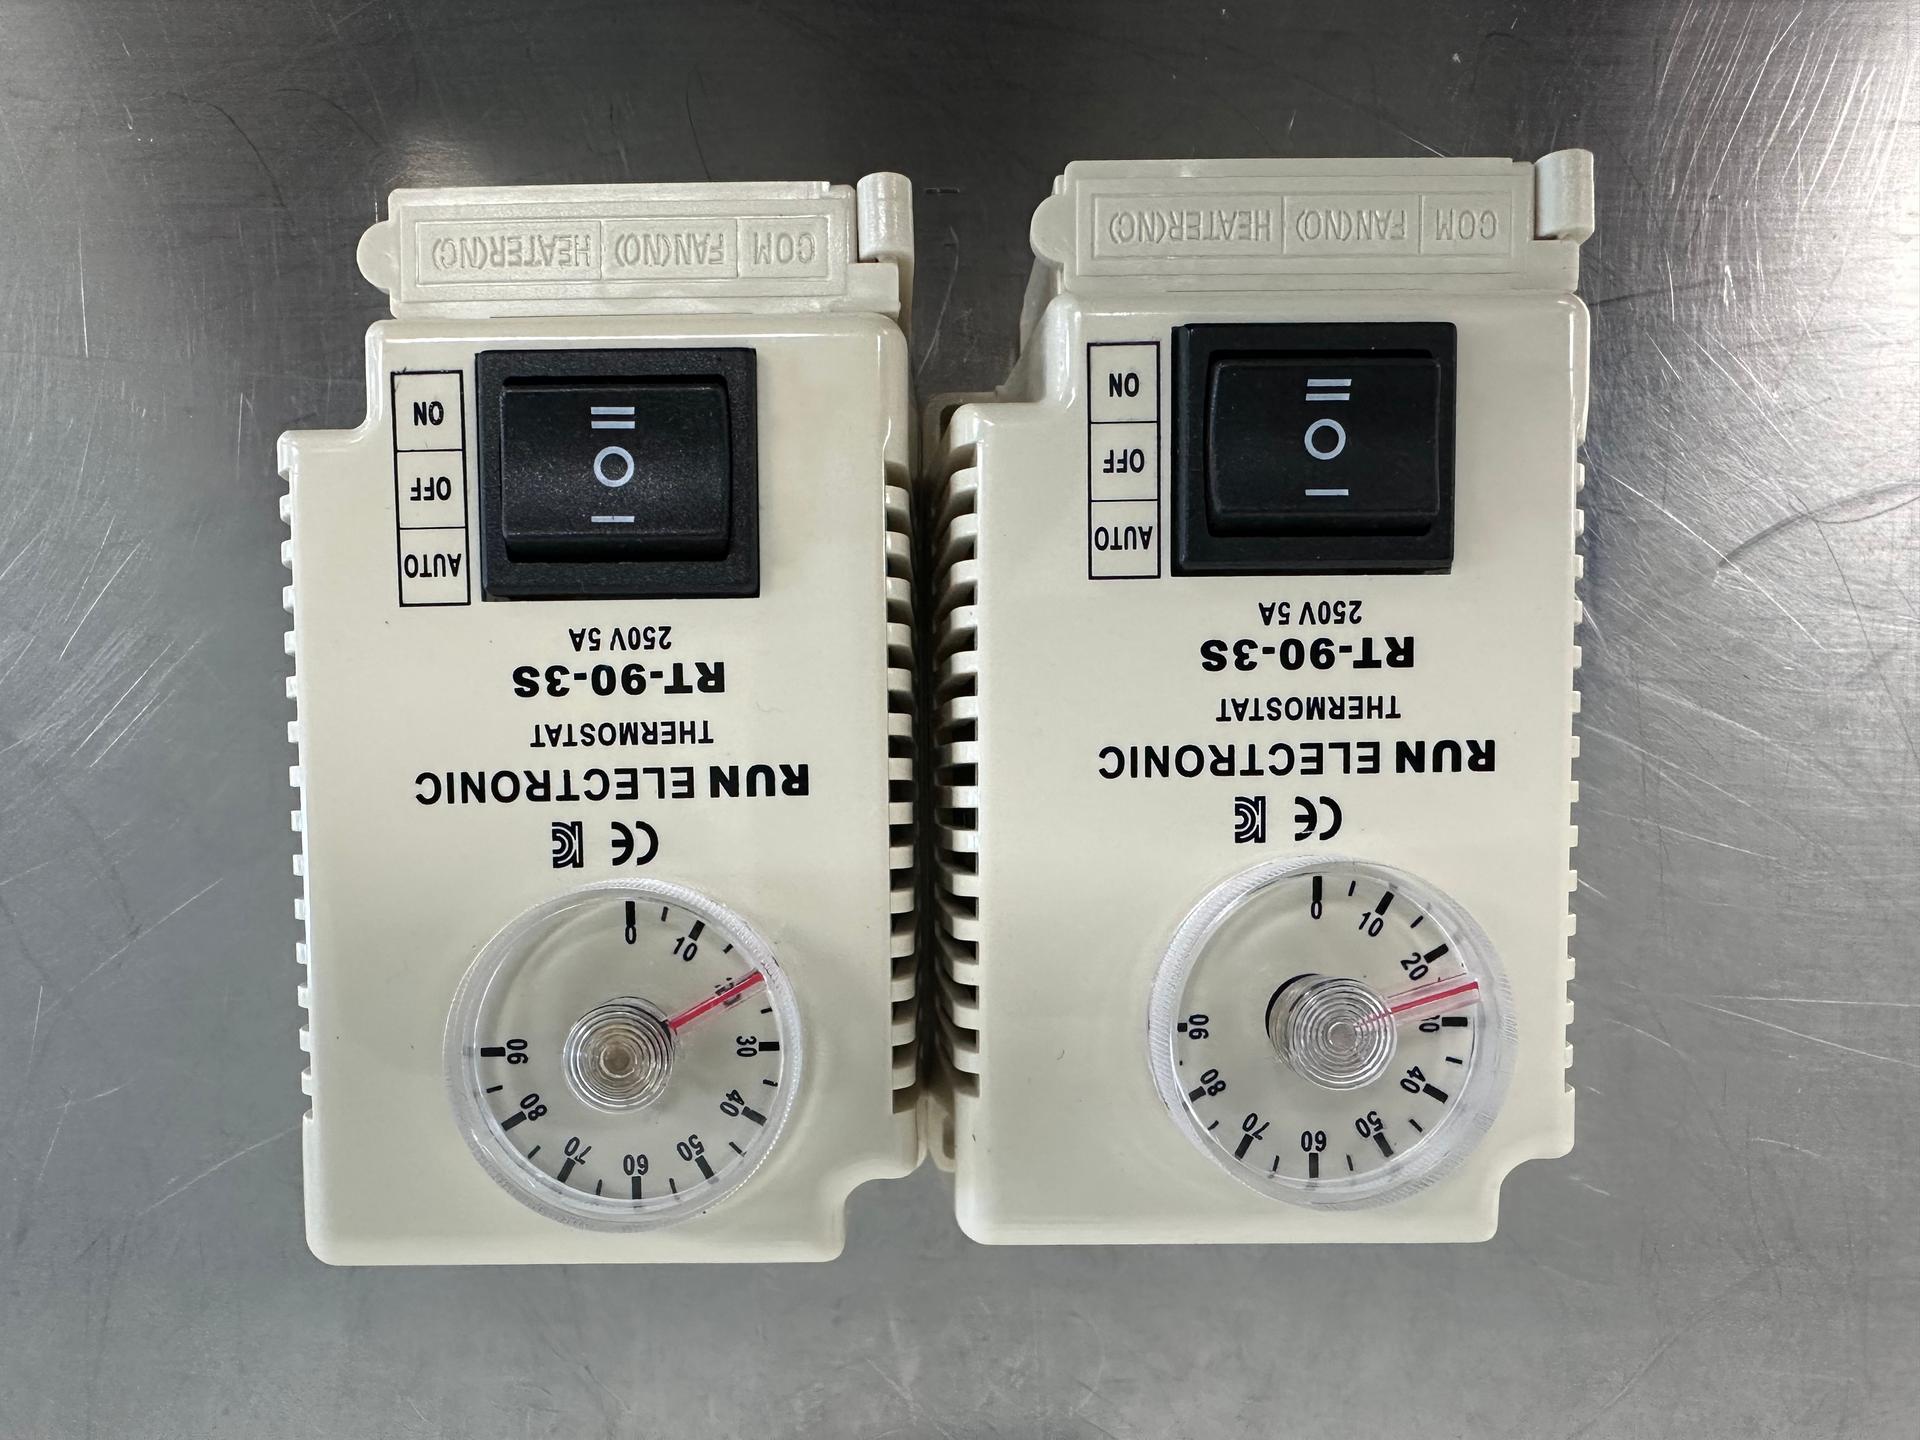 0
10
20
40
50
60
70
80
90
CE
RUN ELECTRONIC
THERMOSTAT
RT-90-3S
250V 5A
AUTO
OFF
ON
I
O
II
COM FAN(NO) HEATER(NC)
0
10
30
40
50
60
70
80
90
CE
RUN ELECTRONIC
THERMOSTAT
RT-90-3S
250V 5A
AUTO
OFF
ON
I
O
II
COM FAN(NO) HEATER(NC)